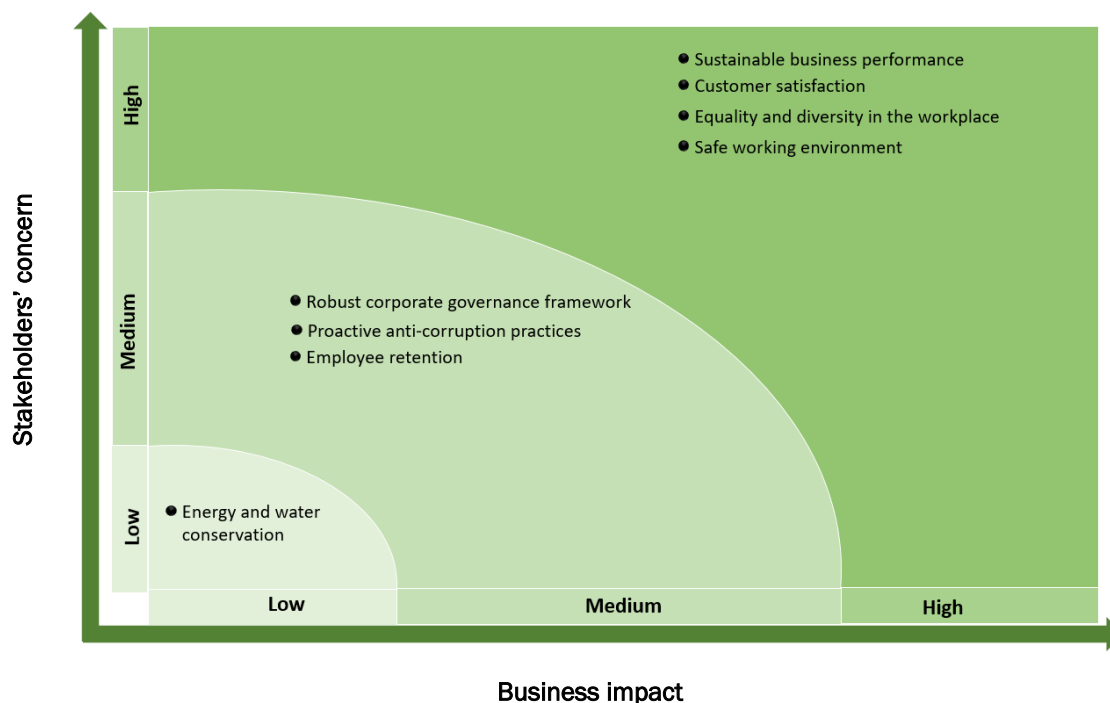 Stakeholders' concern
High
Medium
Low
● Sustainable business performance
● Customer satisfaction
● Equality and diversity in the workplace
● Safe working environment
● Robust corporate governance framework
● Proactive anti-corruption practices
● Employee retention
● Energy and water
conservation
Low
Medium
High
Business impact